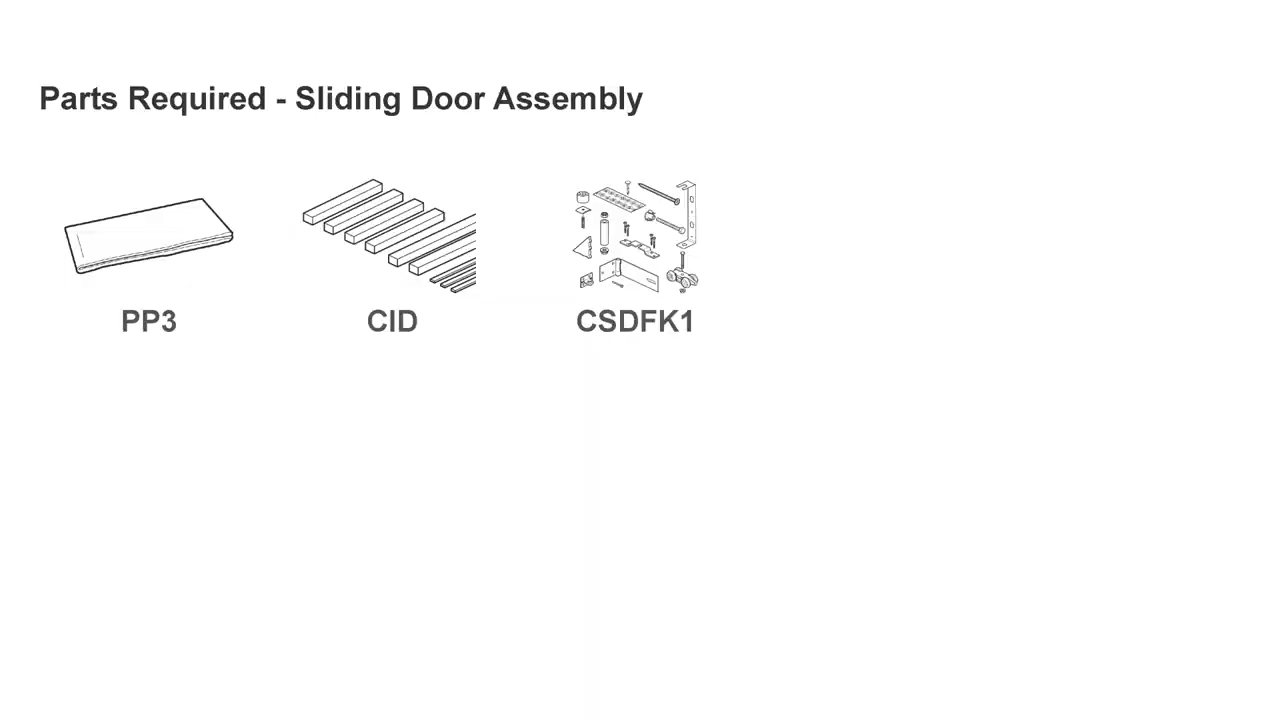 Parts Required - Sliding Door Assembly
PP3
CID
CSDFK1